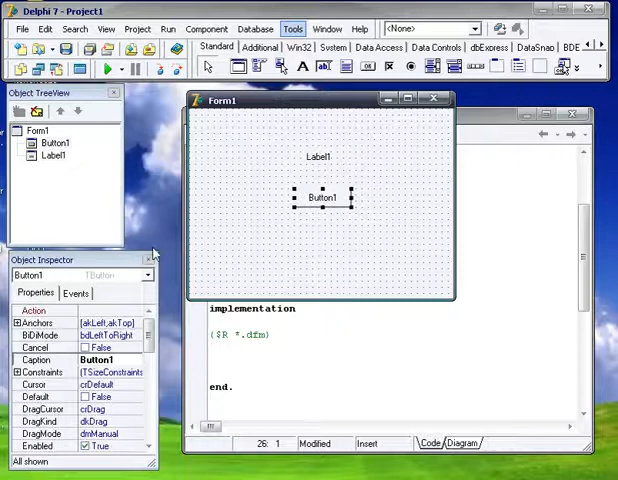 Delphi 7 - Project1
File Edit Search View Project Run Component Database Tools Window Help <None>
Standard Additional Win32 System Data Access Data Controls dbExpress DataSnap BDE
Object TreeView
Form1
Button1
Label1
Form1
Label1
Button1
Object Inspector
Button1 TButton
Properties Events
Action
Anchors [akLeft,akTop]
BiDiMode bdLeftToRight
Cancel False
Caption Button1
Constraints (TSizeConstraints
Cursor crDefault
Default False
DragCursor crDrag
DragKind dkDrag
DragMode dmManual
Enabled True
All shown
implementation
{$R *.dfm}
end.
26: 1 Modified Insert Code Diagram